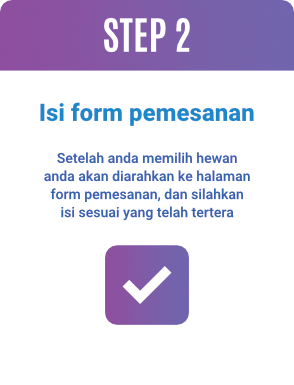 STEP 2
Isi form pemesanan
Setelah anda memilih hewan
anda akan diarahkan ke halaman
form pemesanan, dan silahkan
isi sesuai yang telah tertera